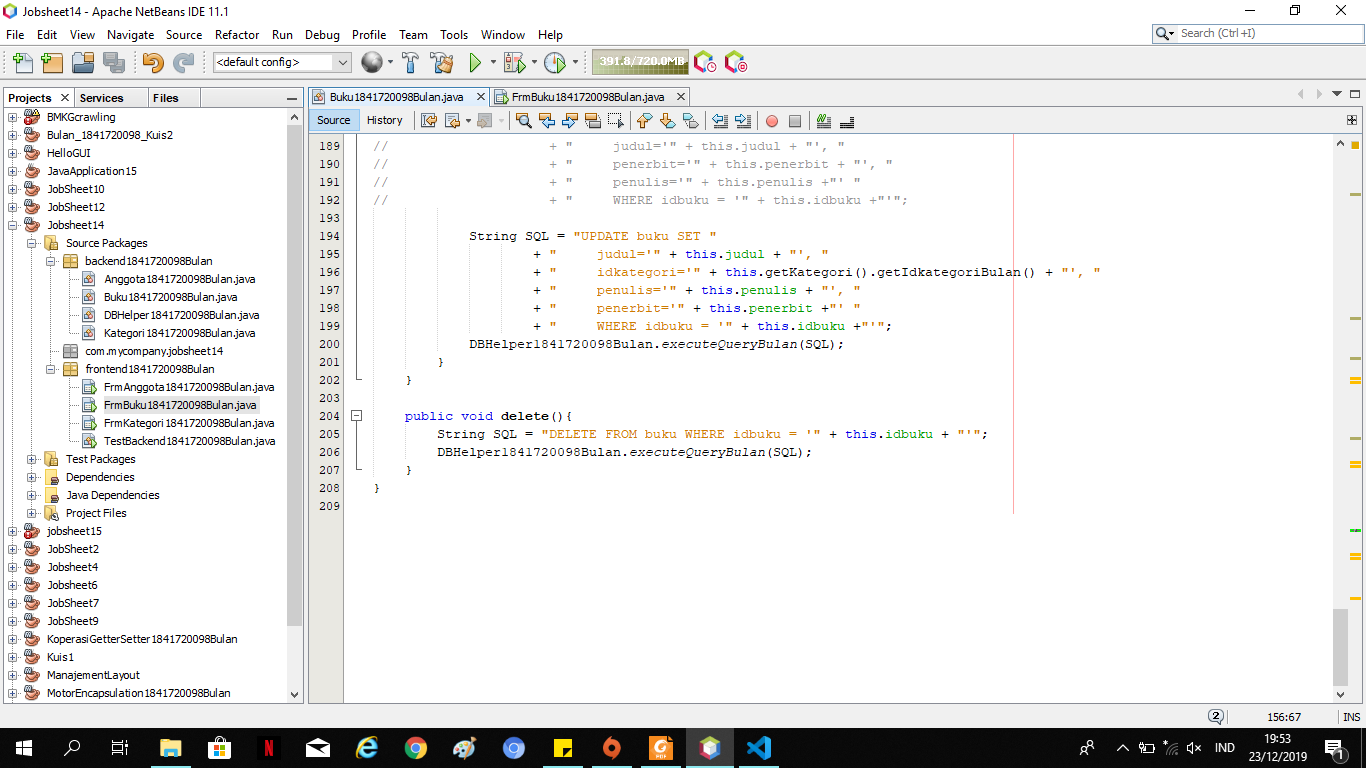 Jobsheet14 - Apache NetBeans IDE 11.1
File Edit View Navigate Source Refactor Run Debug Profile Team Tools Window Help
Search (Ctrl+I)
<default config>
391.8/720.0MB
Projects Services Files
BMKGcrawling
Bulan_1841720098_Kuis2
HelloGUI
JavaApplication15
JobSheet10
JobSheet12
Jobsheet14
Source Packages
backend1841720098Bulan
Anggota1841720098Bulan.java
Buku1841720098Bulan.java
DBHelper1841720098Bulan.java
Kategori1841720098Bulan.java
com.mycompany.jobsheet14
frontend1841720098Bulan
FrmAnggota1841720098Bulan.java
FrmBuku1841720098Bulan.java
FrmKategori1841720098Bulan.java
TestBackend1841720098Bulan.java
Test Packages
Dependencies
Java Dependencies
Project Files
jobsheet15
JobSheet2
Jobsheet4
Jobsheet6
JobSheet7
JobSheet9
KoperasiGetterSetter1841720098Bulan
Kuis1
ManajementLayout
MotorEncapsulation1841720098Bulan
Buku1841720098Bulan.java FrmBuku1841720098Bulan.java
Source History
189 // + " judul='" + this.judul + "', "
190 // + " penerbit='" + this.penerbit + "', "
191 // + " penulis='" + this.penulis +"' "
192 // + " WHERE idbuku = '" + this.idbuku +"'";
193
194 String SQL = "UPDATE buku SET "
195 + " judul='" + this.judul + "', "
196 + " idkategori='" + this.getKategori().getIdkategoriBulan() + "', "
197 + " penulis='" + this.penulis + "', "
198 + " penerbit='" + this.penerbit +"' "
199 + " WHERE idbuku = '" + this.idbuku +"'";
200 DBHelper1841720098Bulan.executeQueryBulan(SQL);
201 }
202 }
203
204 public void delete(){
205 String SQL = "DELETE FROM buku WHERE idbuku = '" + this.idbuku + "'";
206 DBHelper1841720098Bulan.executeQueryBulan(SQL);
207 }
208 }
209
2 156:67 INS
IND
19:53
23/12/2019
1